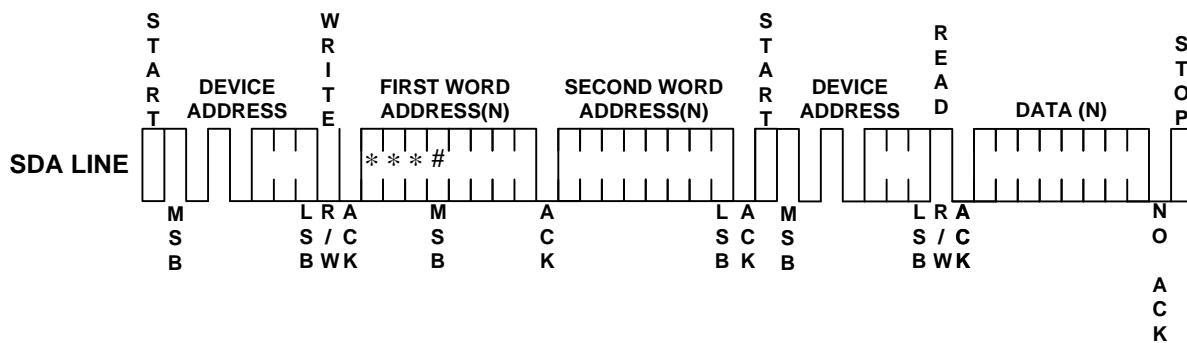 START
WRITE
START
READ
STOP
DEVICE
ADDRESS
FIRST WORD
ADDRESS(N)
SECOND WORD
ADDRESS(N)
DEVICE
ADDRESS
DATA (N)
SDA LINE
* * * #
MSB
LSB
R/W
ACK
MSB
ACK
LSB
ACK
MSB
LSB
R/W
ACK
NO ACK